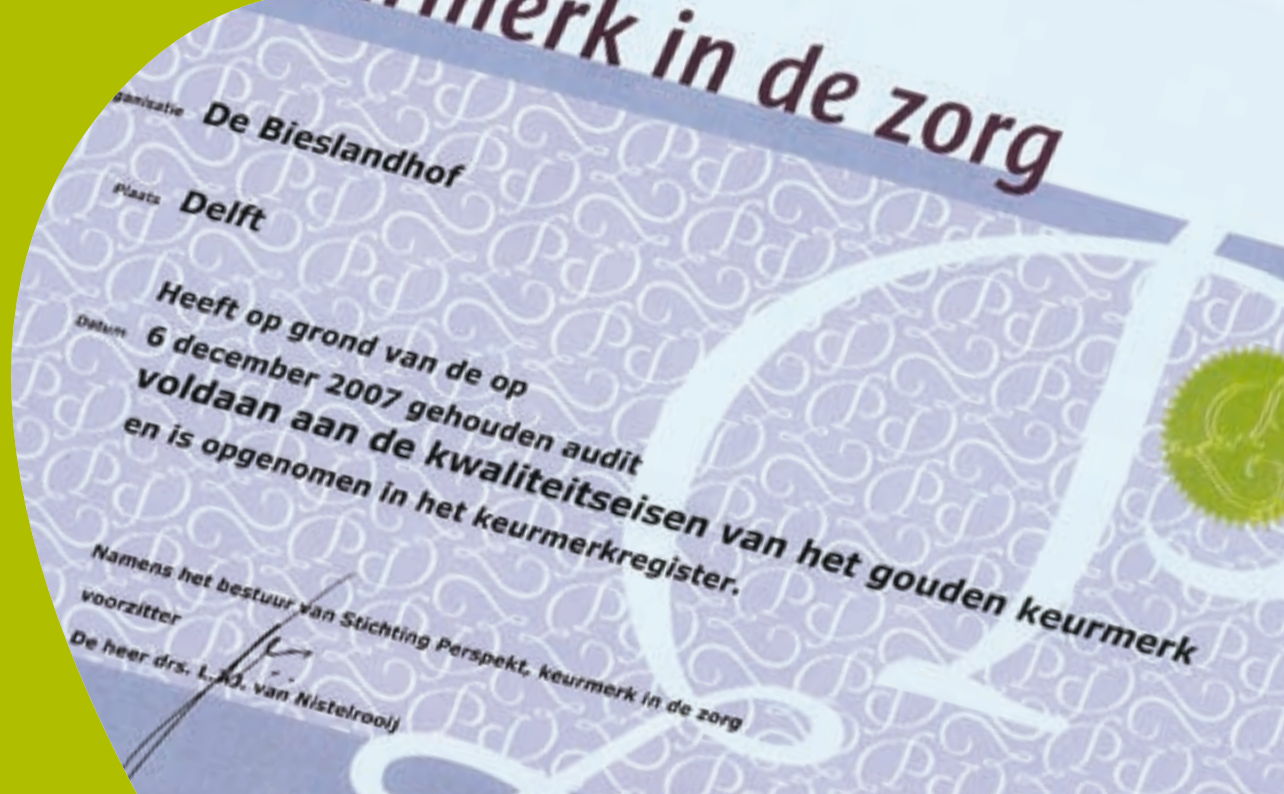 keurmerk in de zorg
Organisatie De Bieslandhof
Plaats Delft
Heeft op grond van de op
Datum 6 december 2007 gehouden audit
voldaan aan de kwaliteitseisen van het gouden keurmerk
en is opgenomen in het keurmerkregister.
Namens het bestuur van Stichting Perspekt, keurmerk in de zorg
voorzitter
De heer drs. van Nistelrooij